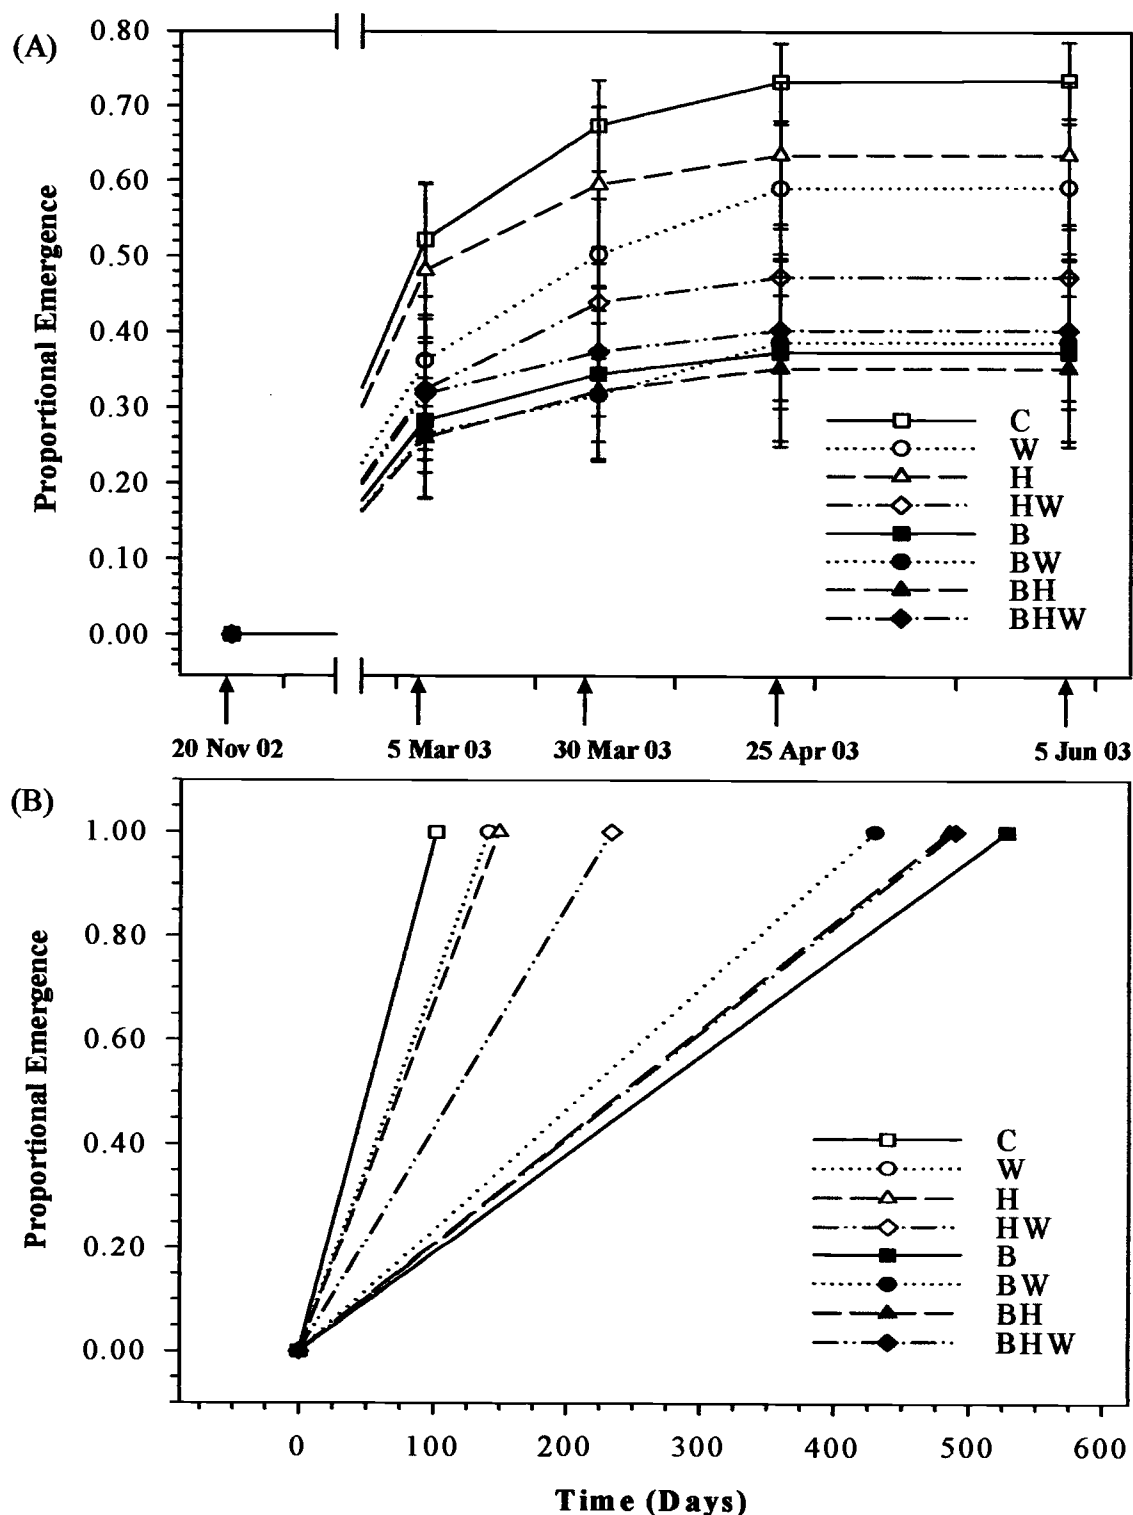 (A)
0.80
0.70
0.60
0.50
0.40
0.30
0.20
0.10
0.00
Proportional Emergence
C
W
H
HW
B
BW
BH
BHW
20 Nov 02 5 Mar 03 30 Mar 03 25 Apr 03 5 Jun 03
(B)
1.00
0.80
0.60
0.40
0.20
0.00
Proportional Emergence
C
W
H
HW
B
BW
BH
BHW
0 100 200 300 400 500 600
Time (Days)